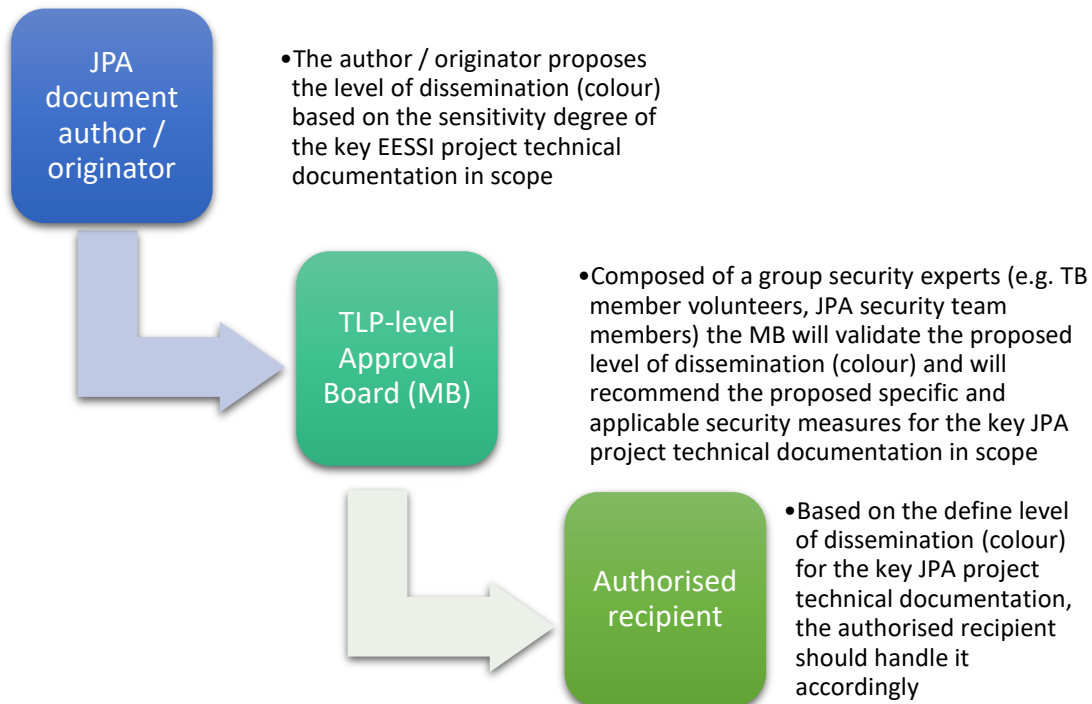 JPA
document
author /
originator
•The author / originator proposes
the level of dissemination (colour)
based on the sensitivity degree of
the key EESSI project technical
documentation in scope
TLP-level
Approval
Board (MB)
•Composed of a group security experts (e.g. TB
member volunteers, JPA security team
members) the MB will validate the proposed
level of dissemination (colour) and will
recommend the proposed specific and
applicable security measures for the key JPA
project technical documentation in scope
Authorised
recipient
•Based on the define level
of dissemination (colour)
for the key JPA project
technical documentation,
the authorised recipient
should handle it
accordingly